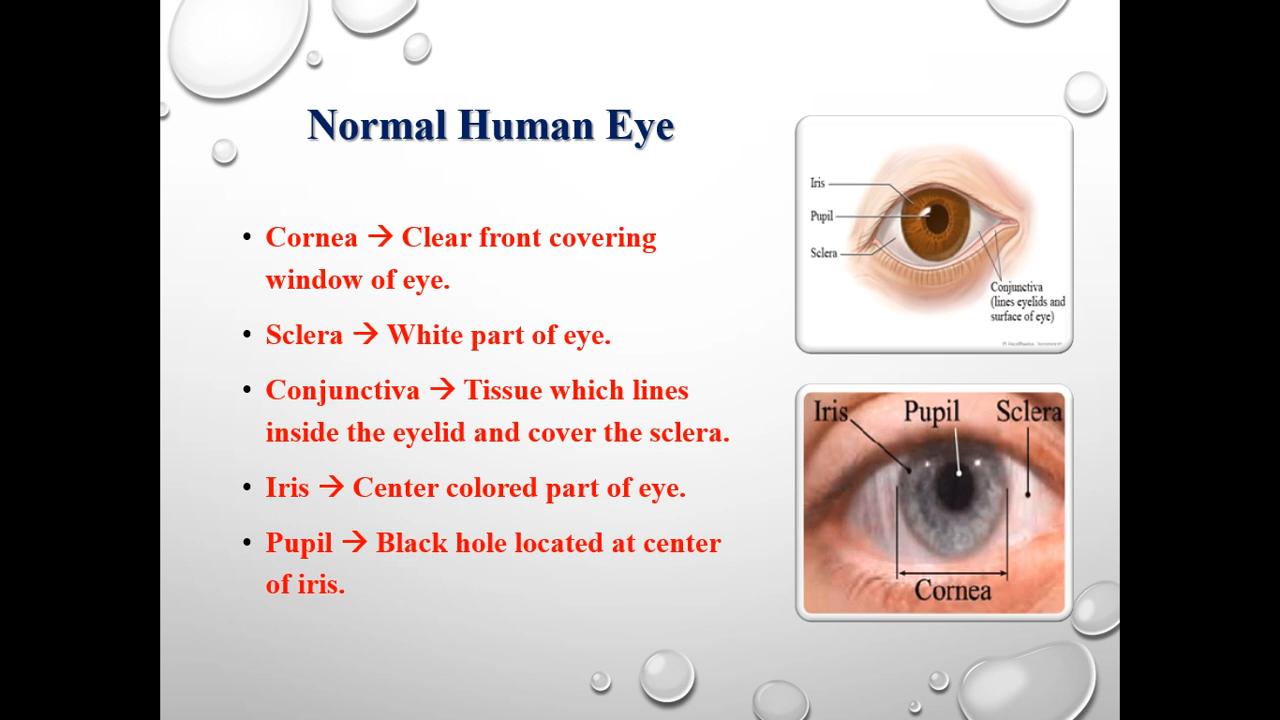 Normal Human Eye
• Cornea → Clear front covering
window of eye.
• Sclera → White part of eye.
• Conjunctiva → Tissue which lines
inside the eyelid and cover the sclera.
• Iris → Center colored part of eye.
• Pupil → Black hole located at center
of iris.
Iris
Pupil
Sclera
Conjunctiva
(lines eyelids and
surface of eye)
Iris Pupil Sclera
Cornea